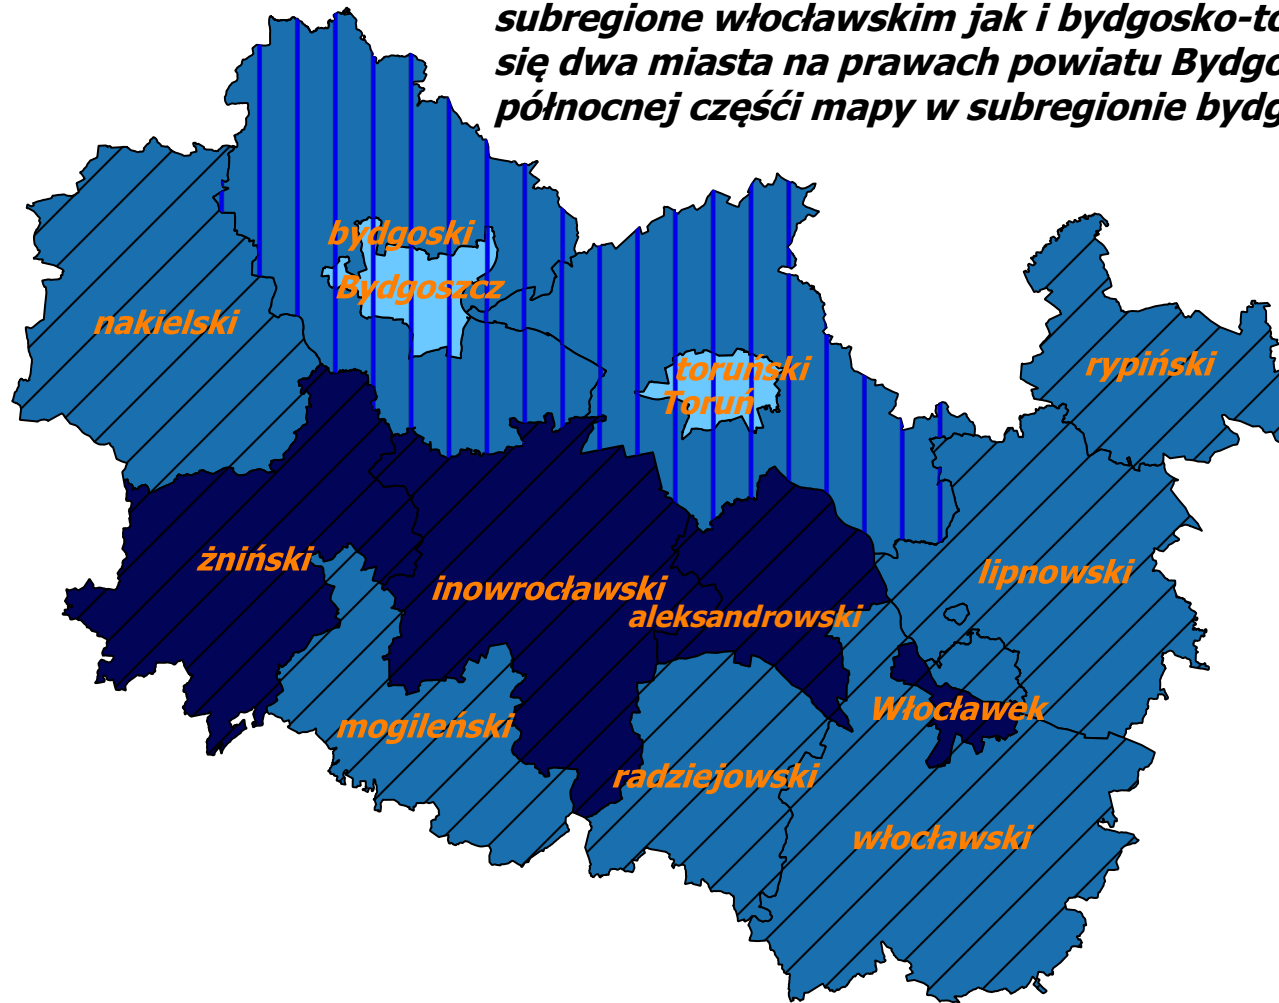 subregione włocławskim jak i bydgosko-to
się dwa miasta na prawach powiatu Bydgo
północnej częśći mapy w subregionie bydg
bydgoski
Bydgoszcz
nakielski
toruński
Toruń
rypiński
żniński
inowrocławski
aleksandrowski
lipnowski
Włocławek
mogileński
radziejowski
włocławski